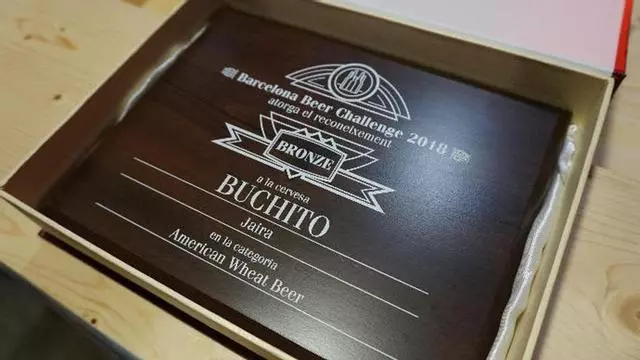 Barcelona Beer Challenge 2018
atorga el reconeixement
BRONZE
a la cervesa
BUCHITO
Jaira
en la categoria
American Wheat Beer